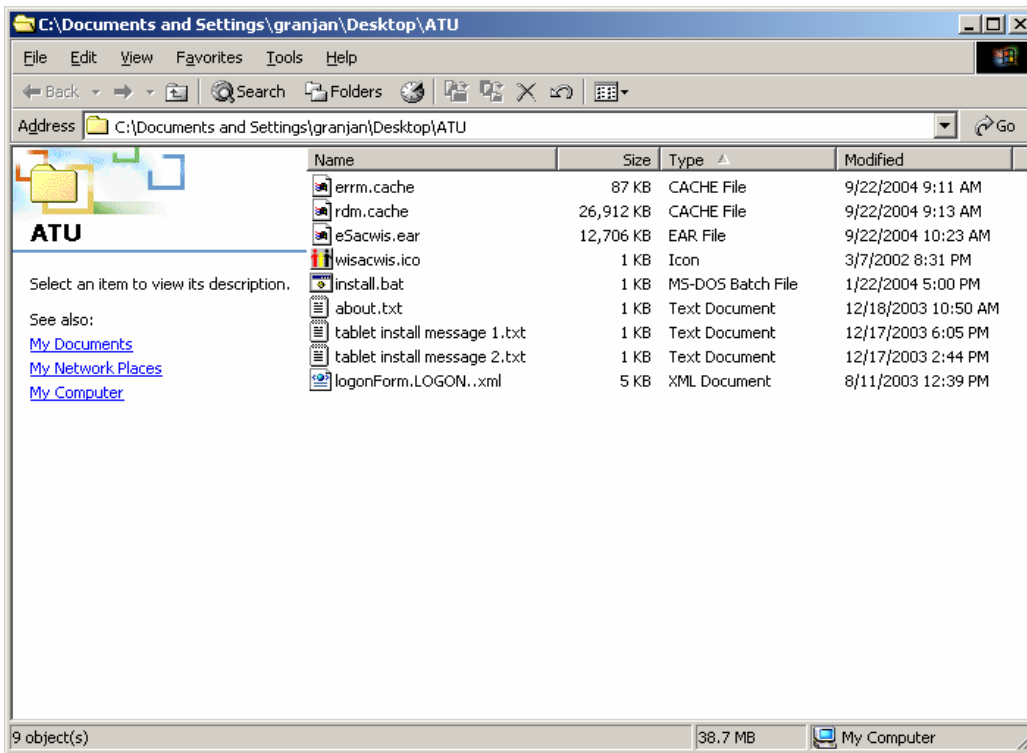 C:\Documents and Settings\granjan\Desktop\ATU
File Edit View Favorites Tools Help
Back Search Folders
Address C:\Documents and Settings\granjan\Desktop\ATU Go
Name Size Type Modified
errm.cache 87 KB CACHE File 9/22/2004 9:11 AM
rdm.cache 26,912 KB CACHE File 9/22/2004 9:13 AM
eSacwis.ear 12,706 KB EAR File 9/22/2004 10:23 AM
wisacwis.ico 1 KB Icon 3/7/2002 8:31 PM
install.bat 1 KB MS-DOS Batch File 1/22/2004 5:00 PM
about.txt 1 KB Text Document 12/18/2003 10:50 AM
tablet install message 1.txt 1 KB Text Document 12/17/2003 6:05 PM
tablet install message 2.txt 1 KB Text Document 12/17/2003 2:44 PM
logonForm.LOGON..xml 5 KB XML Document 8/11/2003 12:39 PM
ATU
Select an item to view its description.
See also:
My Documents
My Network Places
My Computer
9 object(s) 38.7 MB My Computer